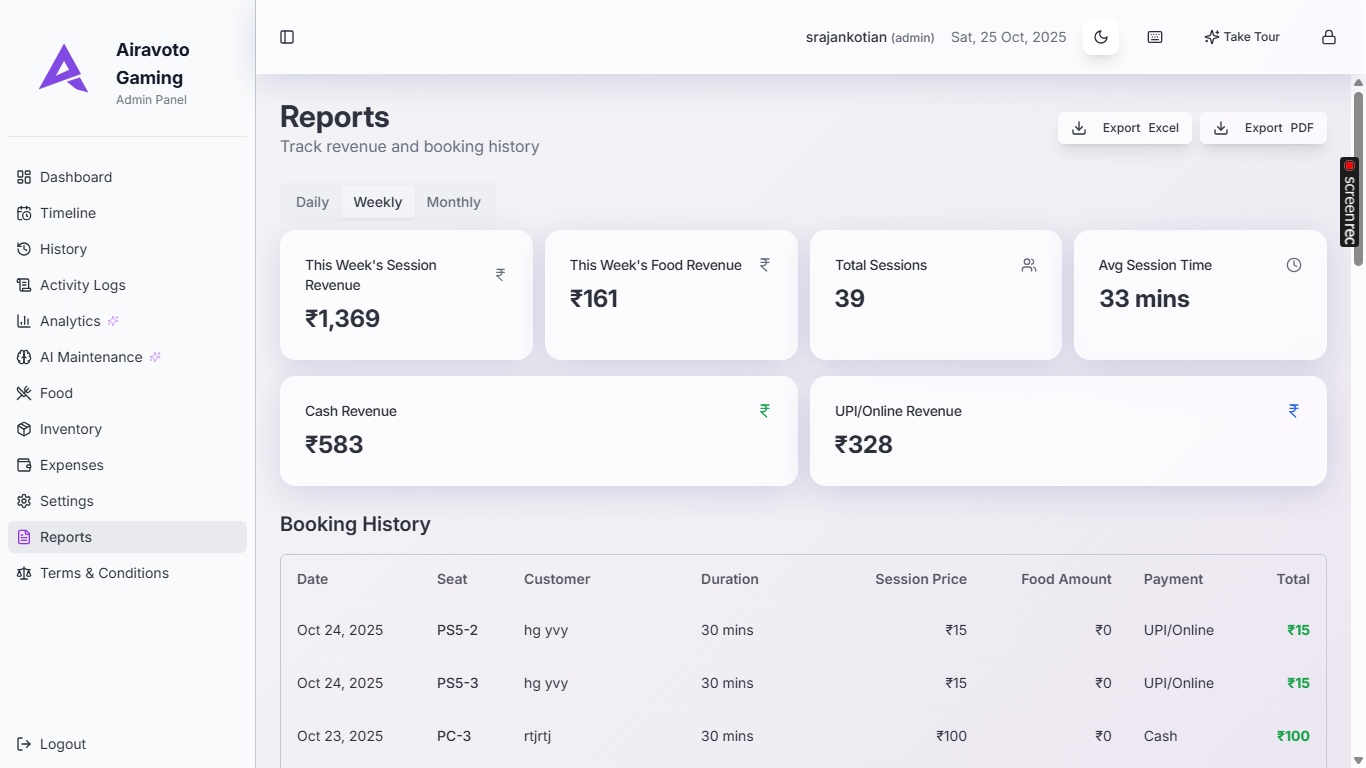 Airavoto
Gaming
Admin Panel
Dashboard
Timeline
History
Activity Logs
Analytics
AI Maintenance
Food
Inventory
Expenses
Settings
Reports
Terms & Conditions
Logout
srajankotian (admin) Sat, 25 Oct, 2025 Take Tour
Reports
Track revenue and booking history
Export Excel Export PDF
Daily Weekly Monthly
This Week's Session
Revenue
₹
₹1,369
This Week's Food Revenue ₹
₹161
Total Sessions
39
Avg Session Time
33 mins
Cash Revenue ₹
₹583
UPI/Online Revenue ₹
₹328
Booking History
Date Seat Customer Duration Session Price Food Amount Payment Total
Oct 24, 2025 PS5-2 hg yvy 30 mins ₹15 ₹0 UPI/Online ₹15
Oct 24, 2025 PS5-3 hg yvy 30 mins ₹15 ₹0 UPI/Online ₹15
Oct 23, 2025 PC-3 rtjrtj 30 mins ₹100 ₹0 Cash ₹100
screenrec